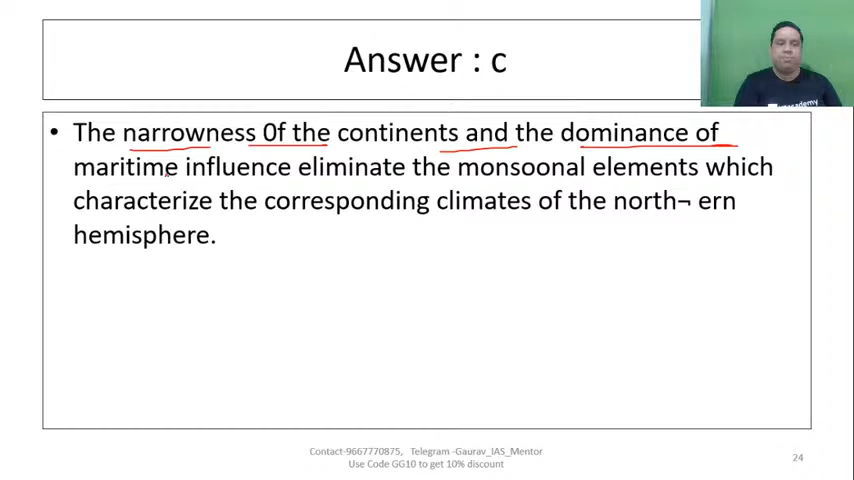 Answer : c
• The narrowness 0f the continents and the dominance of
maritime influence eliminate the monsoonal elements which
characterize the corresponding climates of the north¬ ern
hemisphere.
Contact-9667770875, Telegram -Gaurav_IAS_Mentor
Use Code GG10 to get 10% discount
24